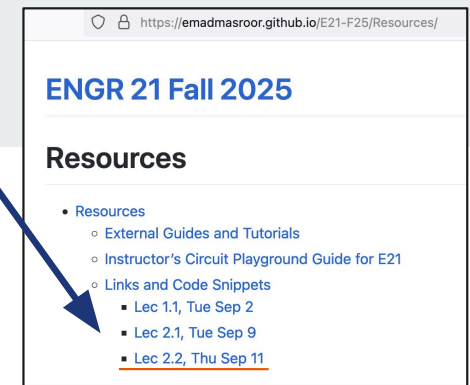 https://emadmasroor.github.io/E21-F25/Resources/
ENGR 21 Fall 2025
Resources
Resources
External Guides and Tutorials
Instructor's Circuit Playground Guide for E21
Links and Code Snippets
Lec 1.1, Tue Sep 2
Lec 2.1, Tue Sep 9
Lec 2.2, Thu Sep 11